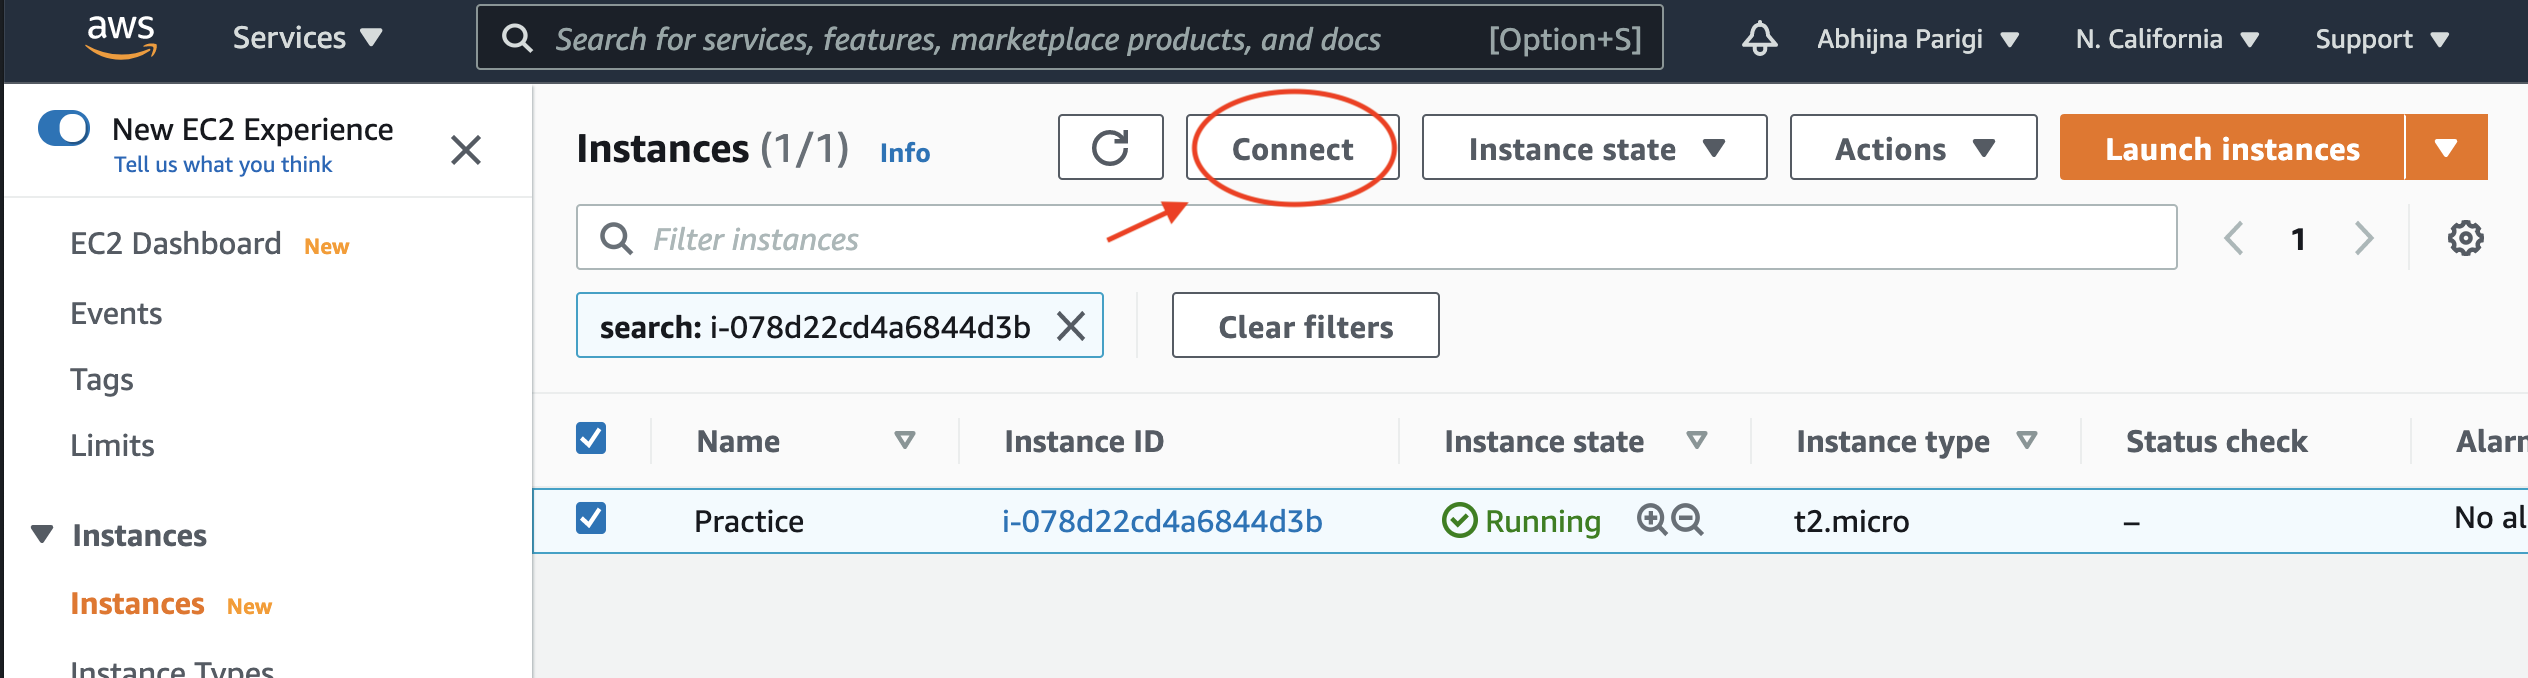 aws Services Search for services, features, marketplace products, and docs [Option+S] Abhijna Parigi N. California Support
New EC2 Experience
Tell us what you think
EC2 Dashboard New
Events
Tags
Limits
Instances
Instances New
Instance Types
Instances (1/1) Info Connect Instance state Actions Launch instances
Filter instances 1
search: i-078d22cd4a6844d3b Clear filters
Name Instance ID Instance state Instance type Status check Alarm
Practice i-078d22cd4a6844d3b Running t2.micro – No al